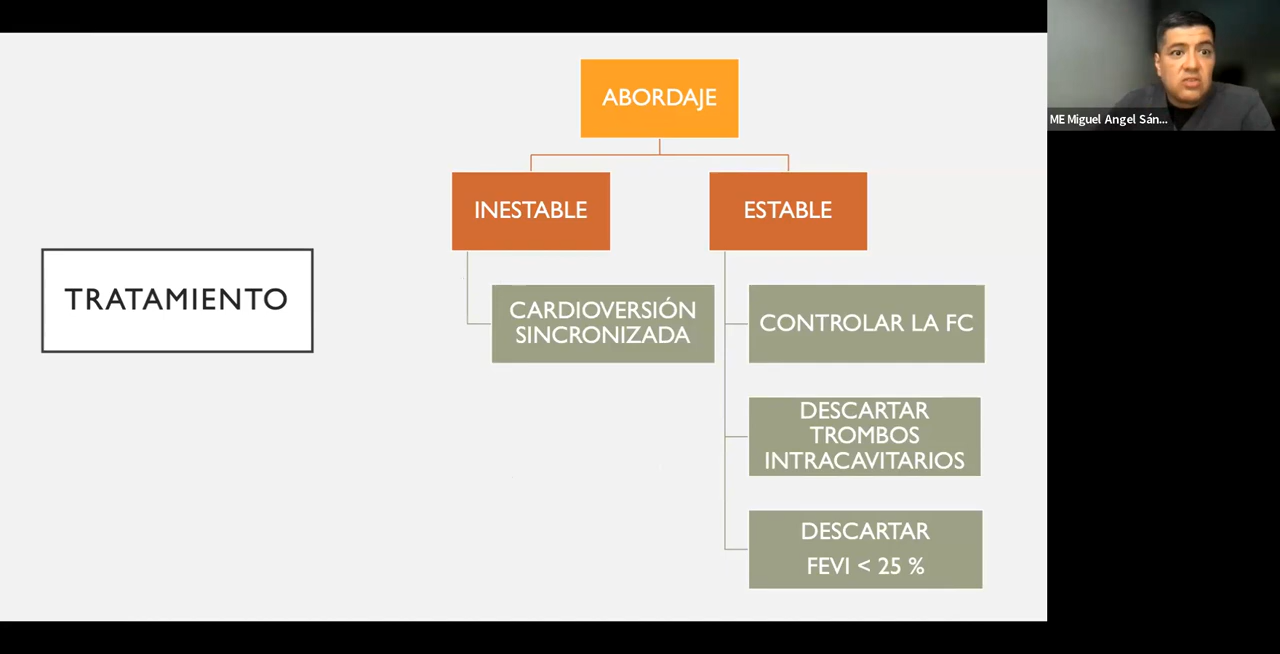 ABORDAJE
INESTABLE
ESTABLE
TRATAMIENTO
CARDIOVERSIÓN
SINCRONIZADA
CONTROLAR LA FC
DESCARTAR
TROMBOS
INTRACAVITARIOS
DESCARTAR
FEVI < 25 %
ME Miguel Angel Sán...